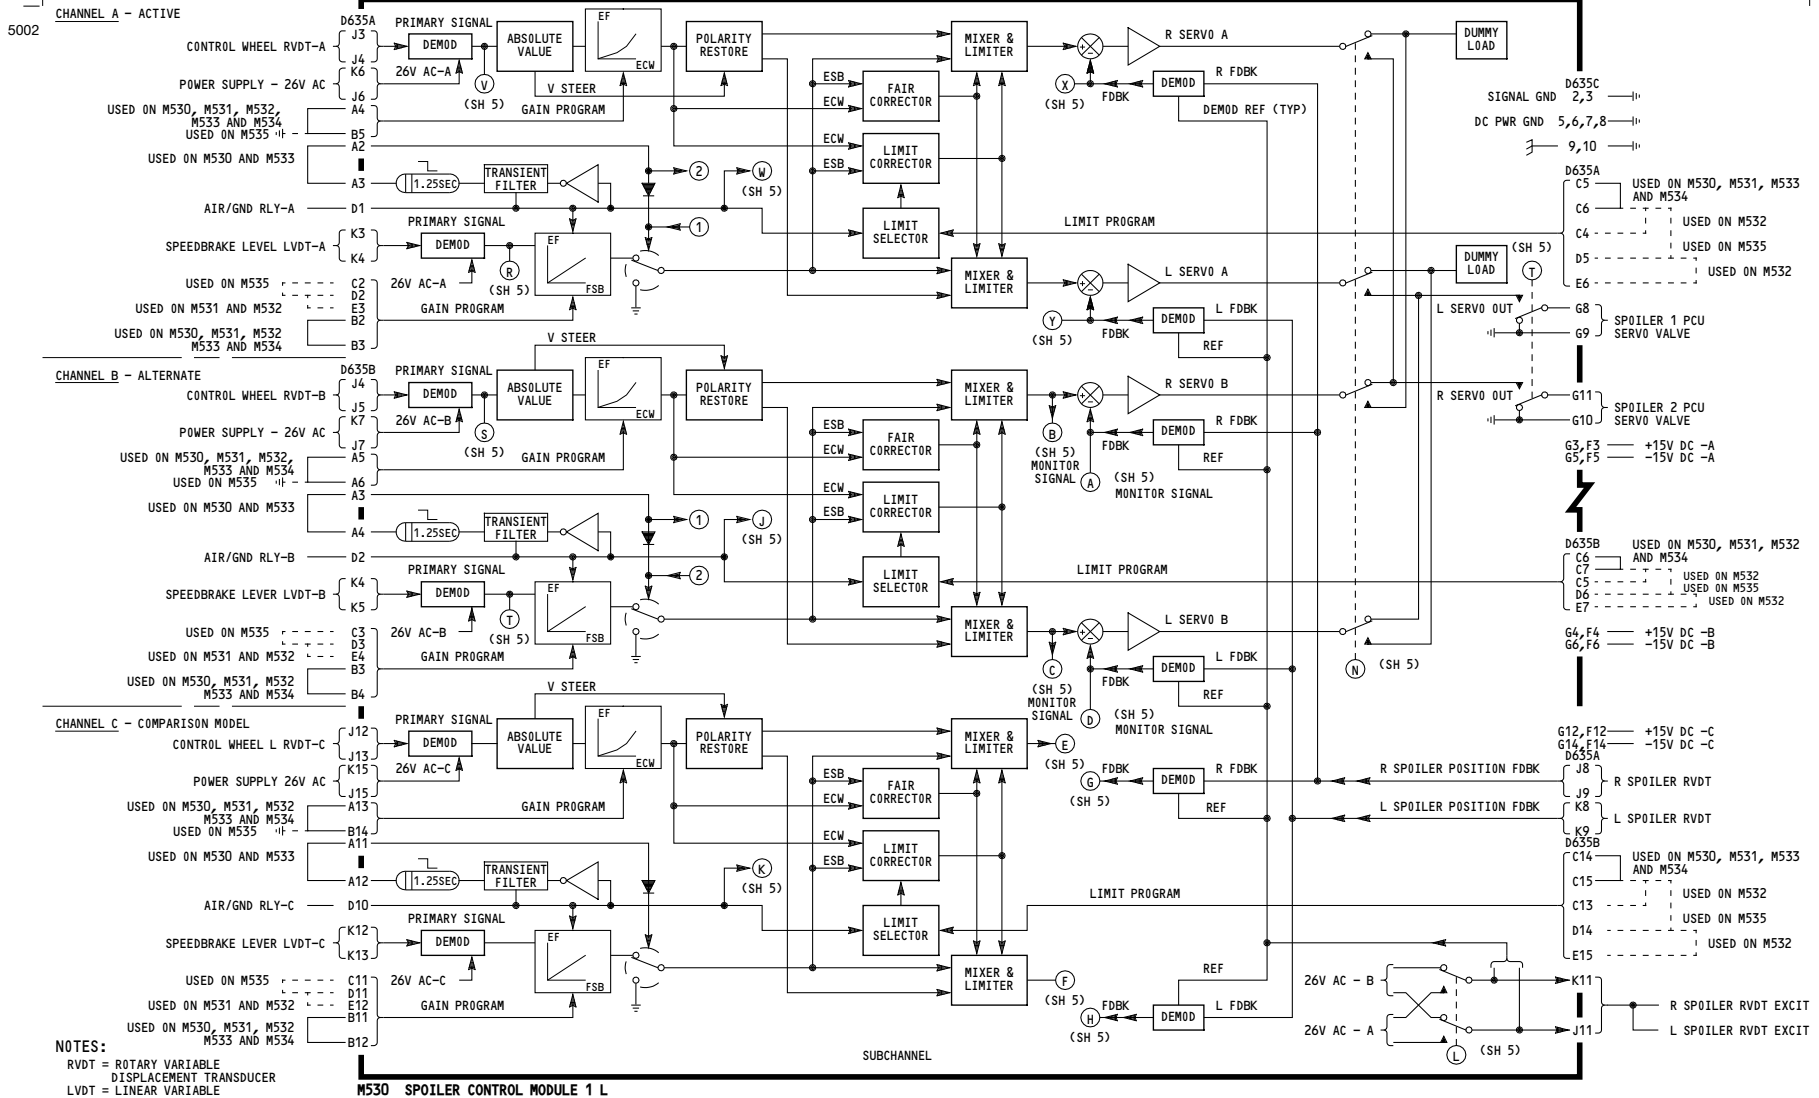 CHANNEL A - ACTIVE
5002
D635A
PRIMARY SIGNAL
J3
CONTROL WHEEL RVDT-A
J4
DEMOD
ABSOLUTE VALUE
EF
ECW
POLARITY RESTORE
MIXER & LIMITER
R SERVO A
DUMMY LOAD
K6
26V AC-A
POWER SUPPLY - 26V AC
J6
V
(SH 5)
V STEER
ESB
ECW
FAIR CORRECTOR
X
(SH 5)
FDBK
DEMOD
R FDBK
DEMOD REF (TYP)
D635C
SIGNAL GND 2,3
DC PWR GND 5,6,7,8
9,10
USED ON M530, M531, M532,
M533 AND M534
A4
GAIN PROGRAM
USED ON M535
B5
A2
USED ON M530 AND M533
A3
1.25SEC
TRANSIENT FILTER
2
W
(SH 5)
ECW
ESB
LIMIT CORRECTOR
AIR/GND RLY-A
D1
PRIMARY SIGNAL
1
LIMIT SELECTOR
LIMIT PROGRAM
D635A
C5
USED ON M530, M531, M533
AND M534
C6
USED ON M532
C4
USED ON M535
D5
USED ON M532
E6
SPEEDBRAKE LEVEL LVDT-A
K3
K4
DEMOD
R
(SH 5)
EF
FSB
26V AC-A
MIXER & LIMITER
L SERVO A
DUMMY LOAD
(SH 5)
T
USED ON M535
C2
D2
USED ON M531 AND M532
E3
GAIN PROGRAM
B2
USED ON M530, M531, M532
M533 AND M534
B3
Y
(SH 5)
FDBK
DEMOD
L FDBK
REF
L SERVO OUT
G8
G9
SPOILER 1 PCU
SERVO VALVE
CHANNEL B - ALTERNATE
D635B
PRIMARY SIGNAL
V STEER
J4
CONTROL WHEEL RVDT-B
J5
DEMOD
ABSOLUTE VALUE
EF
ECW
POLARITY RESTORE
MIXER & LIMITER
R SERVO B
R SERVO OUT
G11
G10
SPOILER 2 PCU
SERVO VALVE
K7
26V AC-B
POWER SUPPLY - 26V AC
J7
S
(SH 5)
ESB
ECW
FAIR CORRECTOR
B
(SH 5)
MONITOR
SIGNAL
A
(SH 5)
MONITOR SIGNAL
FDBK
DEMOD
R FDBK
REF
G3,F3 +15V DC -A
G5,F5 -15V DC -A
USED ON M530, M531, M532,
M533 AND M534
A5
GAIN PROGRAM
USED ON M535
A6
A3
USED ON M530 AND M533
A4
1.25SEC
TRANSIENT FILTER
1
J
(SH 5)
ECW
ESB
LIMIT CORRECTOR
AIR/GND RLY-B
D2
PRIMARY SIGNAL
2
LIMIT SELECTOR
LIMIT PROGRAM
D635B
C6
USED ON M530, M531, M532
AND M534
C7
C5
USED ON M532
D6
USED ON M535
E7
USED ON M532
SPEEDBRAKE LEVER LVDT-B
K4
K5
DEMOD
T
(SH 5)
EF
FSB
26V AC-B
MIXER & LIMITER
L SERVO B
G4,F4 +15V DC -B
G6,F6 -15V DC -B
USED ON M535
C3
D3
USED ON M531 AND M532
E4
GAIN PROGRAM
B3
USED ON M530, M531, M532
M533 AND M534
B4
C
(SH 5)
MONITOR
SIGNAL
D
(SH 5)
MONITOR SIGNAL
FDBK
DEMOD
L FDBK
REF
N
(SH 5)
CHANNEL C - COMPARISON MODEL
V STEER
PRIMARY SIGNAL
J12
CONTROL WHEEL L RVDT-C
J13
DEMOD
ABSOLUTE VALUE
EF
ECW
POLARITY RESTORE
MIXER & LIMITER
E
(SH 5)
G12,F12 +15V DC -C
G14,F14 -15V DC -C
D635A
K15
26V AC-C
POWER SUPPLY 26V AC
J15
ESB
ECW
FAIR CORRECTOR
G
(SH 5)
FDBK
DEMOD
R FDBK
REF
R SPOILER POSITION FDBK
J8
J9
R SPOILER RVDT
L SPOILER POSITION FDBK
K8
K9
L SPOILER RVDT
USED ON M530, M531, M532
M533 AND M534
A13
GAIN PROGRAM
USED ON M535
B14
A11
USED ON M530 AND M533
A12
1.25SEC
TRANSIENT FILTER
K
(SH 5)
ECW
ESB
LIMIT CORRECTOR
D635B
C14
USED ON M530, M531, M533
AND M534
C15
USED ON M532
C13
USED ON M535
D14
USED ON M532
E15
AIR/GND RLY-C
D10
PRIMARY SIGNAL
LIMIT SELECTOR
LIMIT PROGRAM
SPEEDBRAKE LEVER LVDT-C
K12
K13
DEMOD
EF
FSB
26V AC-C
MIXER & LIMITER
F
(SH 5)
USED ON M535
C11
D11
USED ON M531 AND M532
E12
GAIN PROGRAM
B11
USED ON M530, M531, M532
M533 AND M534
B12
H
(SH 5)
FDBK
DEMOD
REF
L FDBK
26V AC - B
26V AC - A
L
(SH 5)
K11
J11
R SPOILER RVDT EXCIT
L SPOILER RVDT EXCIT
SUBCHANNEL
NOTES:
RVDT = ROTARY VARIABLE
DISPLACEMENT TRANSDUCER
LVDT = LINEAR VARIABLE
M530 SPOILER CONTROL MODULE 1 L